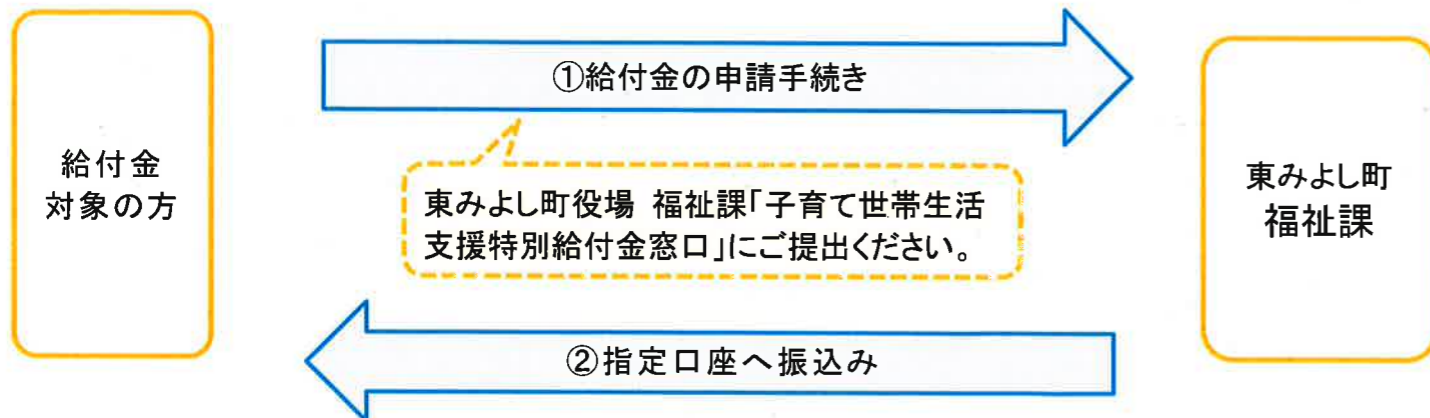 給付金
対象の方
①給付金の申請手続き
東みよし町役場 福祉課「子育て世帯生活
支援特別給付金窓口」にご提出ください。
②指定口座へ振込み
東みよし町
福祉課